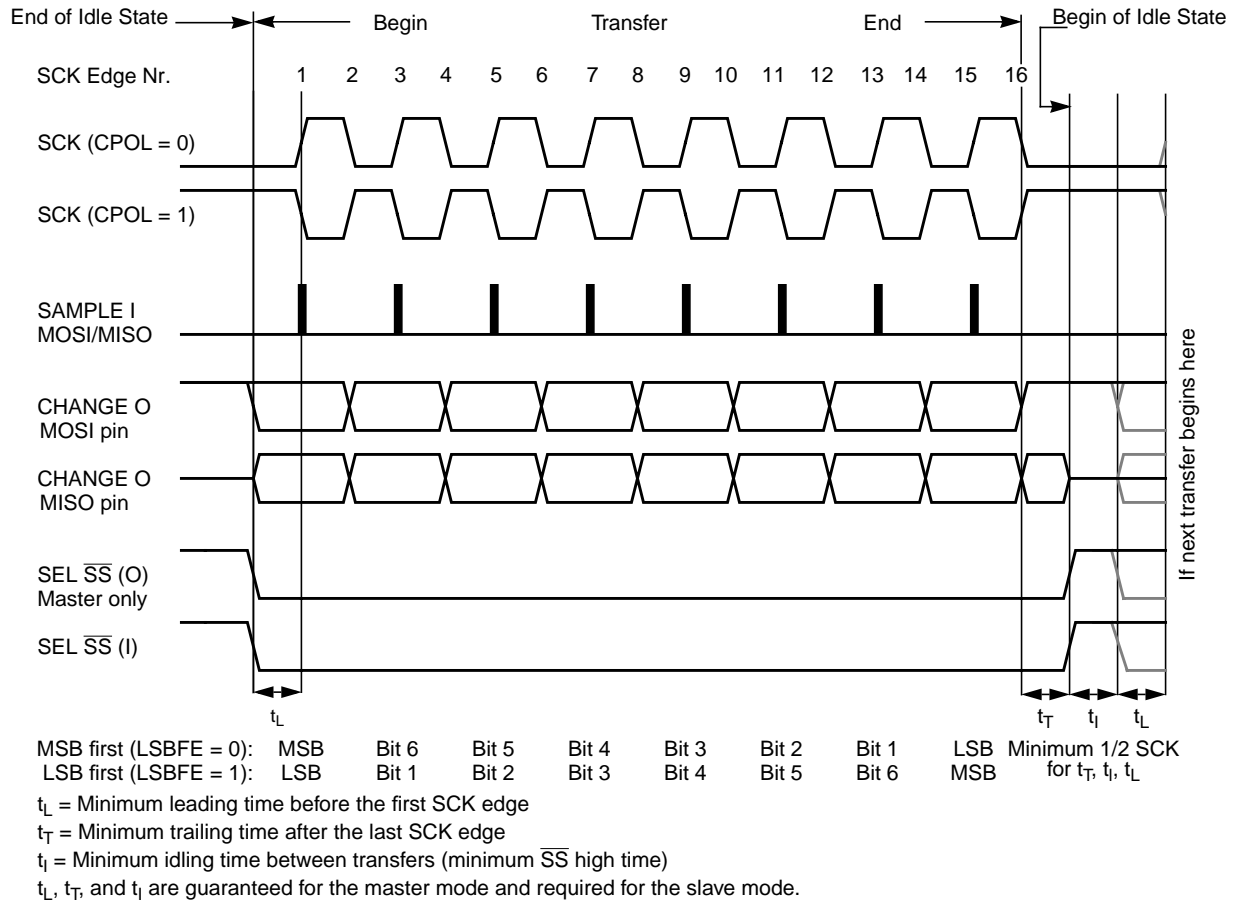 End of Idle State Begin Transfer End Begin of Idle State
SCK Edge Nr. 1 2 3 4 5 6 7 8 9 10 11 12 13 14 15 16
SCK (CPOL = 0)
SCK (CPOL = 1)
SAMPLE I
MOSI/MISO
CHANGE O
MOSI pin
CHANGE O
MISO pin
SEL S̅S̅ (O)
Master only
SEL S̅S̅ (I)
If next transfer begins here
tL tT tI tL
MSB first (LSBFE = 0): MSB Bit 6 Bit 5 Bit 4 Bit 3 Bit 2 Bit 1 LSB Minimum 1/2 SCK
LSB first (LSBFE = 1): LSB Bit 1 Bit 2 Bit 3 Bit 4 Bit 5 Bit 6 MSB for tT, tI, tL
tL = Minimum leading time before the first SCK edge
tT = Minimum trailing time after the last SCK edge
tI = Minimum idling time between transfers (minimum S̅S̅ high time)
tL, tT, and tI are guaranteed for the master mode and required for the slave mode.